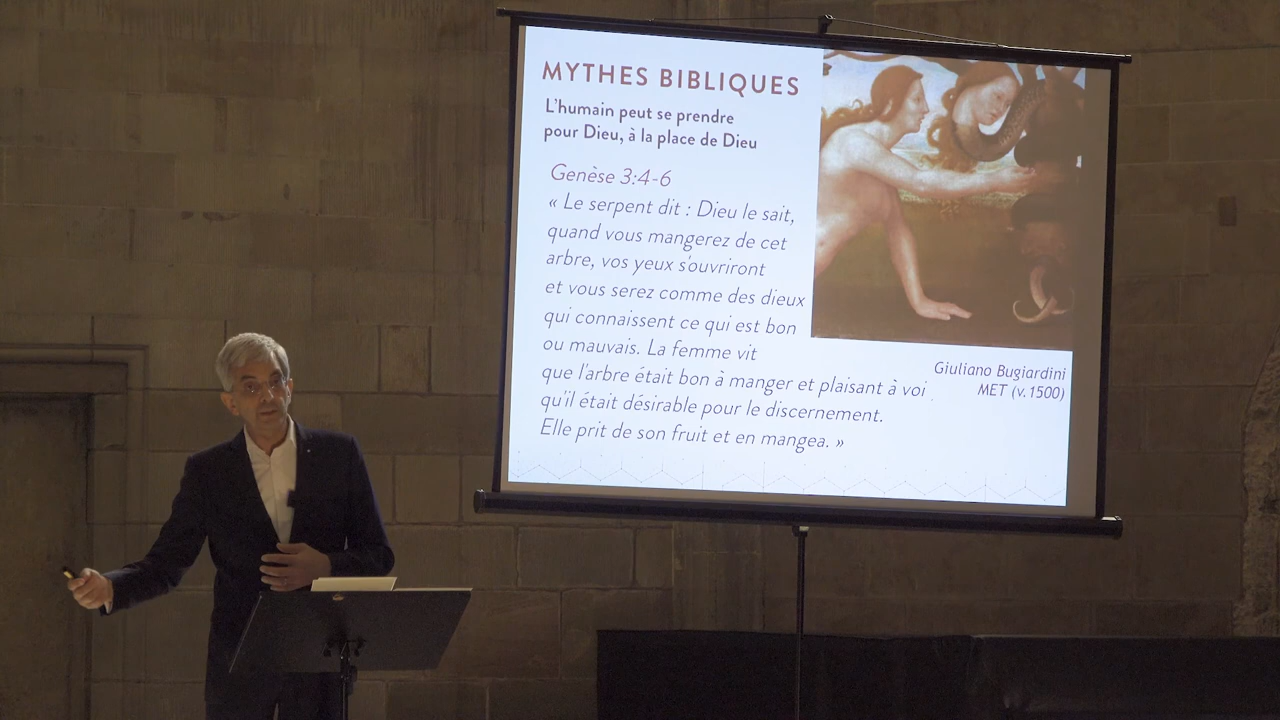 MYTHES BIBLIQUES
L'humain peut se prendre
pour Dieu, à la place de Dieu
Genèse 3:4-6
« Le serpent dit : Dieu le sait,
quand vous mangerez de cet
arbre, vos yeux s'ouvriront
et vous serez comme des dieux
qui connaissent ce qui est bon
ou mauvais. La femme vit
que l'arbre était bon à manger et plaisant à voi
qu'il était désirable pour le discernement.
Elle prit de son fruit et en mangea. »
Giuliano Bugiardini
MET (v. 1500)